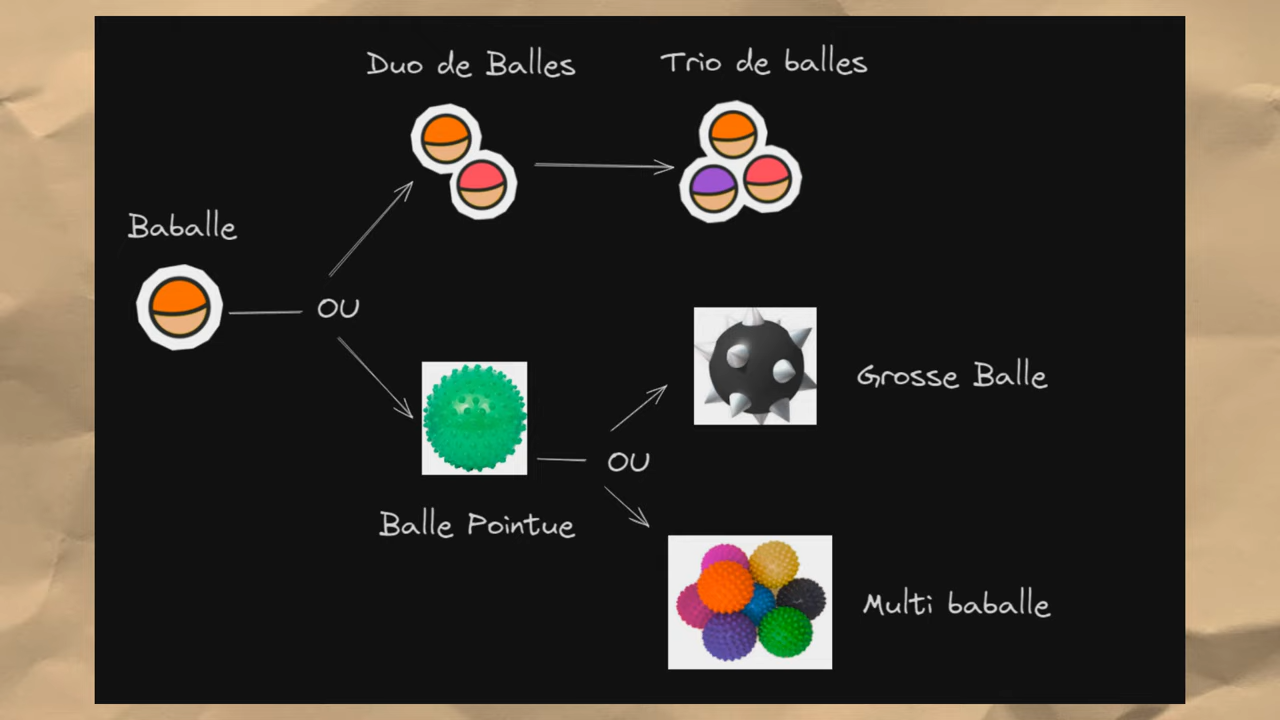 Duo de Balles
Trio de balles
Baballe
OU
Grosse Balle
OU
Balle Pointue
Multi baballe